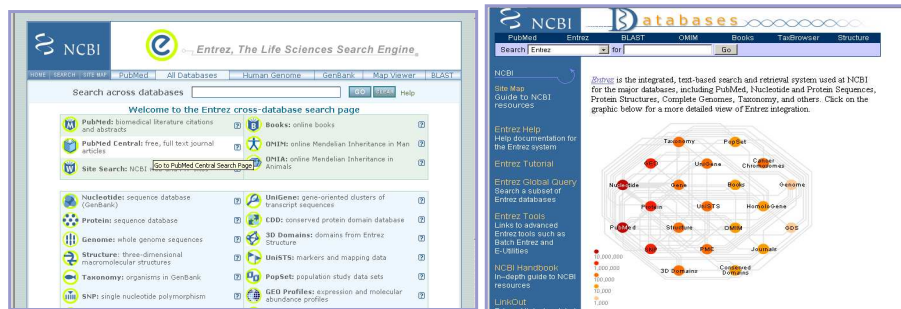 NCBI
Entrez, The Life Sciences Search Engine
HOME | SEARCH | SITE MAP PubMed All Databases Human Genome GenBank Map Viewer BLAST
Search across databases GO CLEAR Help
Welcome to the Entrez cross-database search page
PubMed: biomedical literature citations
and abstracts
PubMed Central: free, full text journal
articles
Site Search: NCBI
Go to PubMed Central Search Page
Books: online books
OMIM: online Mendelian Inheritance in Man
OMIA: online Mendelian Inheritance in
Animals
Nucleotide: sequence database
(GenBank)
Protein: sequence database
Genome: whole genome sequences
Structure: three-dimensional
macromolecular structures
Taxonomy: organisms in GenBank
SNP: single nucleotide polymorphism
UniGene: gene-oriented clusters of
transcript sequences
CDD: conserved protein domain database
3D Domains: domains from Entrez
Structure
UniSTS: markers and mapping data
PopSet: population study data sets
GEO Profiles: expression and molecular
abundance profiles
NCBI Databases
PubMed Entrez BLAST OMIM Books TaxBrowser Structure
Search Entrez for Go
NCBI
Site Map
Guide to NCBI
resources
Entrez Help
Help documentation for
the Entrez system
Entrez Tutorial
Entrez Global Query
Search a subset of
Entrez databases
Entrez Tools
Links to advanced
Entrez tools such as
Batch Entrez and
E-Utilities
NCBI Handbook
In-depth guide to NCBI
resources
LinkOut
Entrez is the integrated, text-based search and retrieval system used at NCBI
for the major databases, including PubMed, Nucleotide and Protein Sequences,
Protein Structures, Complete Genomes, Taxonomy, and others. Click on the
graphic below for a more detailed view of Entrez integration.
Taxonomy PopSet
UniGene Cancer
Chromosomes
Nucleotide Gene Books Genome
Protein UniSTS HomoloGene
PubMed Structure OMIM GDS
SNP PME Journals
3D Domains Conserved
Domains
10,000,000
1,000,000
100,000
10,000
1,000